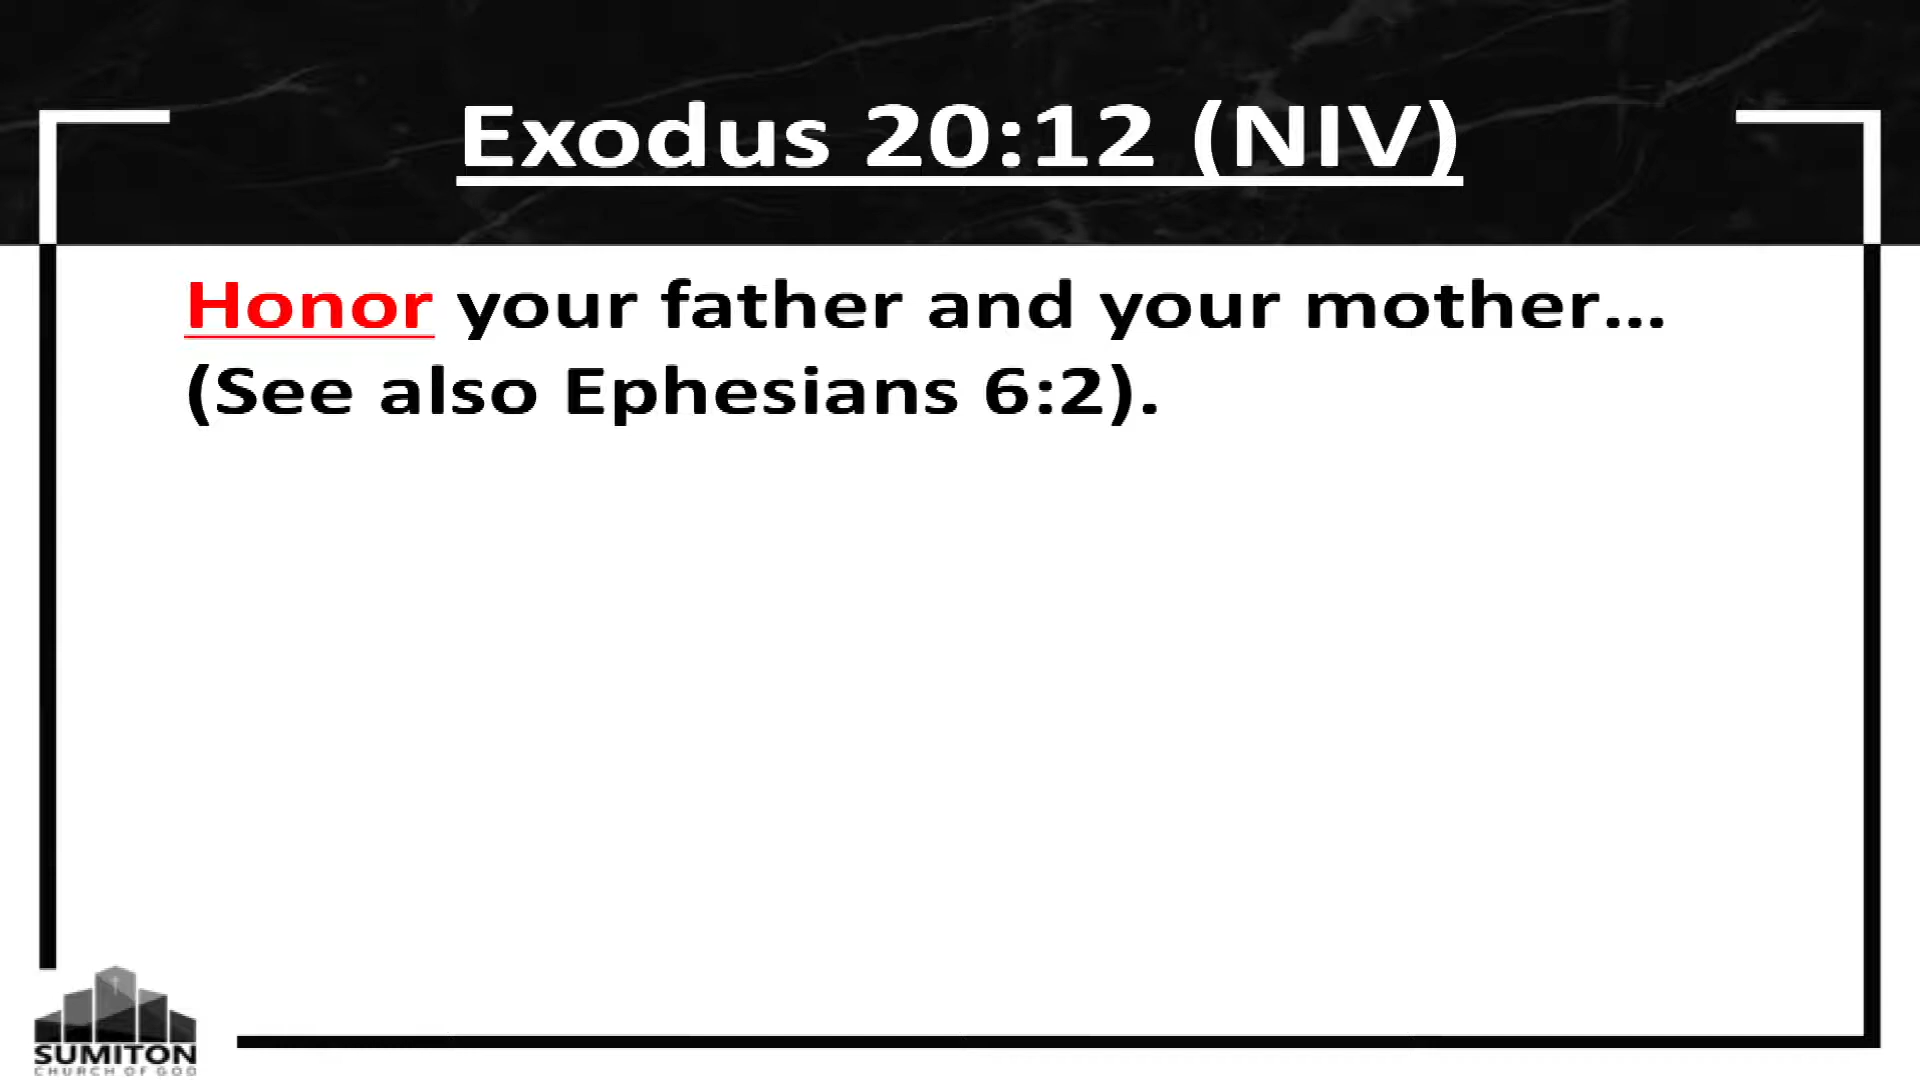 Exodus 20:12 (NIV)
Honor your father and your mother…
(See also Ephesians 6:2).
SUMITON
CHURCH OF GOD